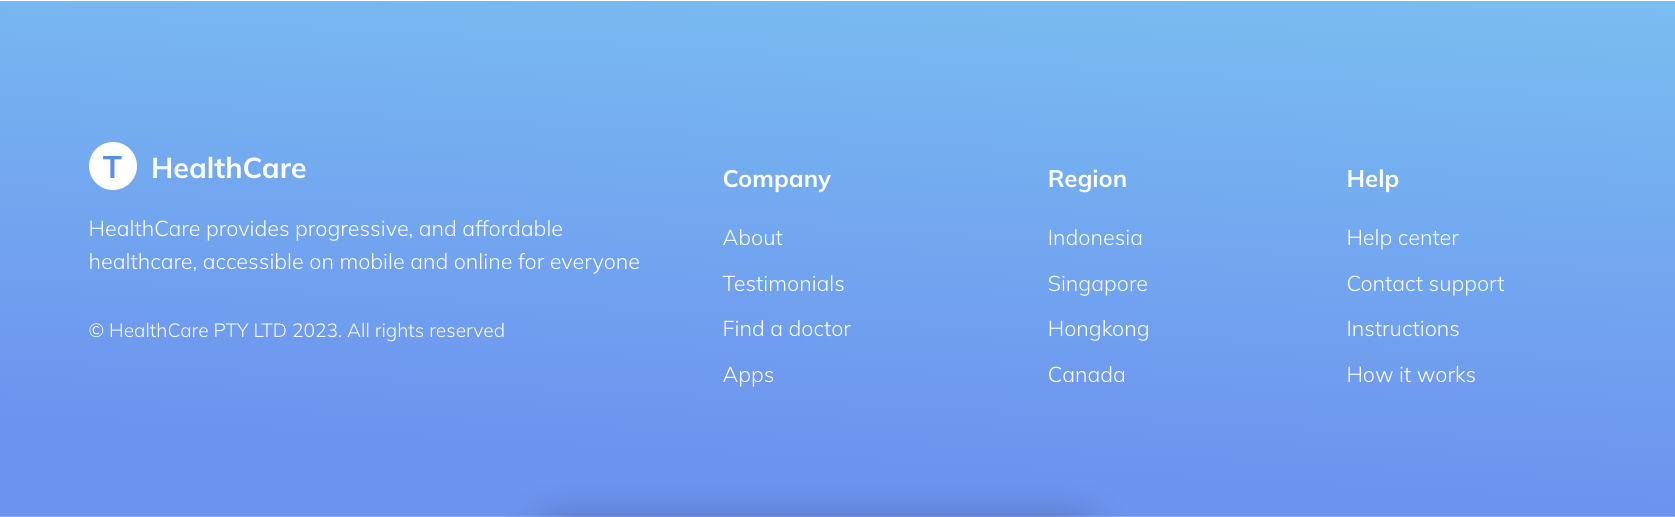 T HealthCare
HealthCare provides progressive, and affordable
healthcare, accessible on mobile and online for everyone
© HealthCare PTY LTD 2023. All rights reserved
Company
About
Testimonials
Find a doctor
Apps
Region
Indonesia
Singapore
Hongkong
Canada
Help
Help center
Contact support
Instructions
How it works